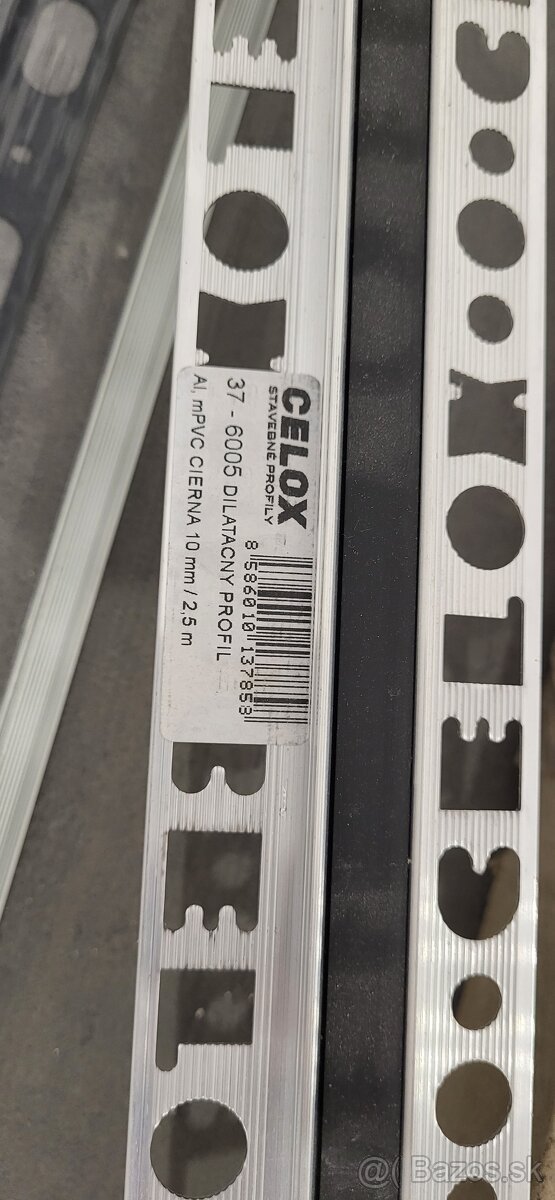 CELOX
STAVEBNÉ PROFILY
8 586010 137853
37 - 6005 DILATACNY PROFIL
Al, mPVC CIERNA 10 mm / 2,5 m
CELOX
@( Bazos.sk